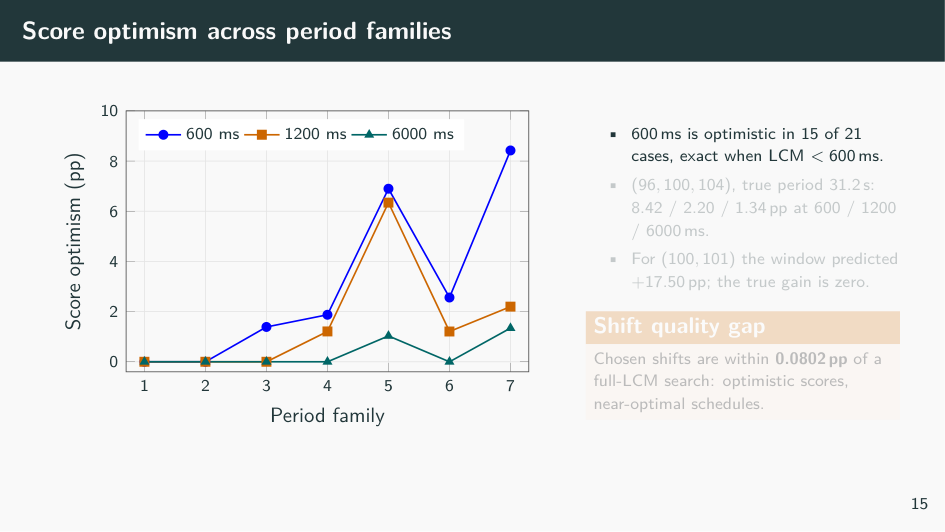 Score optimism across period families
10
8
6
4
2
0
Score optimism (pp)
600 ms 1200 ms 6000 ms
1 2 3 4 5 6 7
Period family
600 ms is optimistic in 15 of 21
cases, exact when LCM < 600 ms.
(96, 100, 104), true period 31.2 s:
8.42 / 2.20 / 1.34 pp at 600 / 1200
/ 6000 ms.
For (100, 101) the window predicted
+17.50 pp; the true gain is zero.
Shift quality gap
Chosen shifts are within 0.0802 pp of a
full-LCM search: optimistic scores,
near-optimal schedules.
15